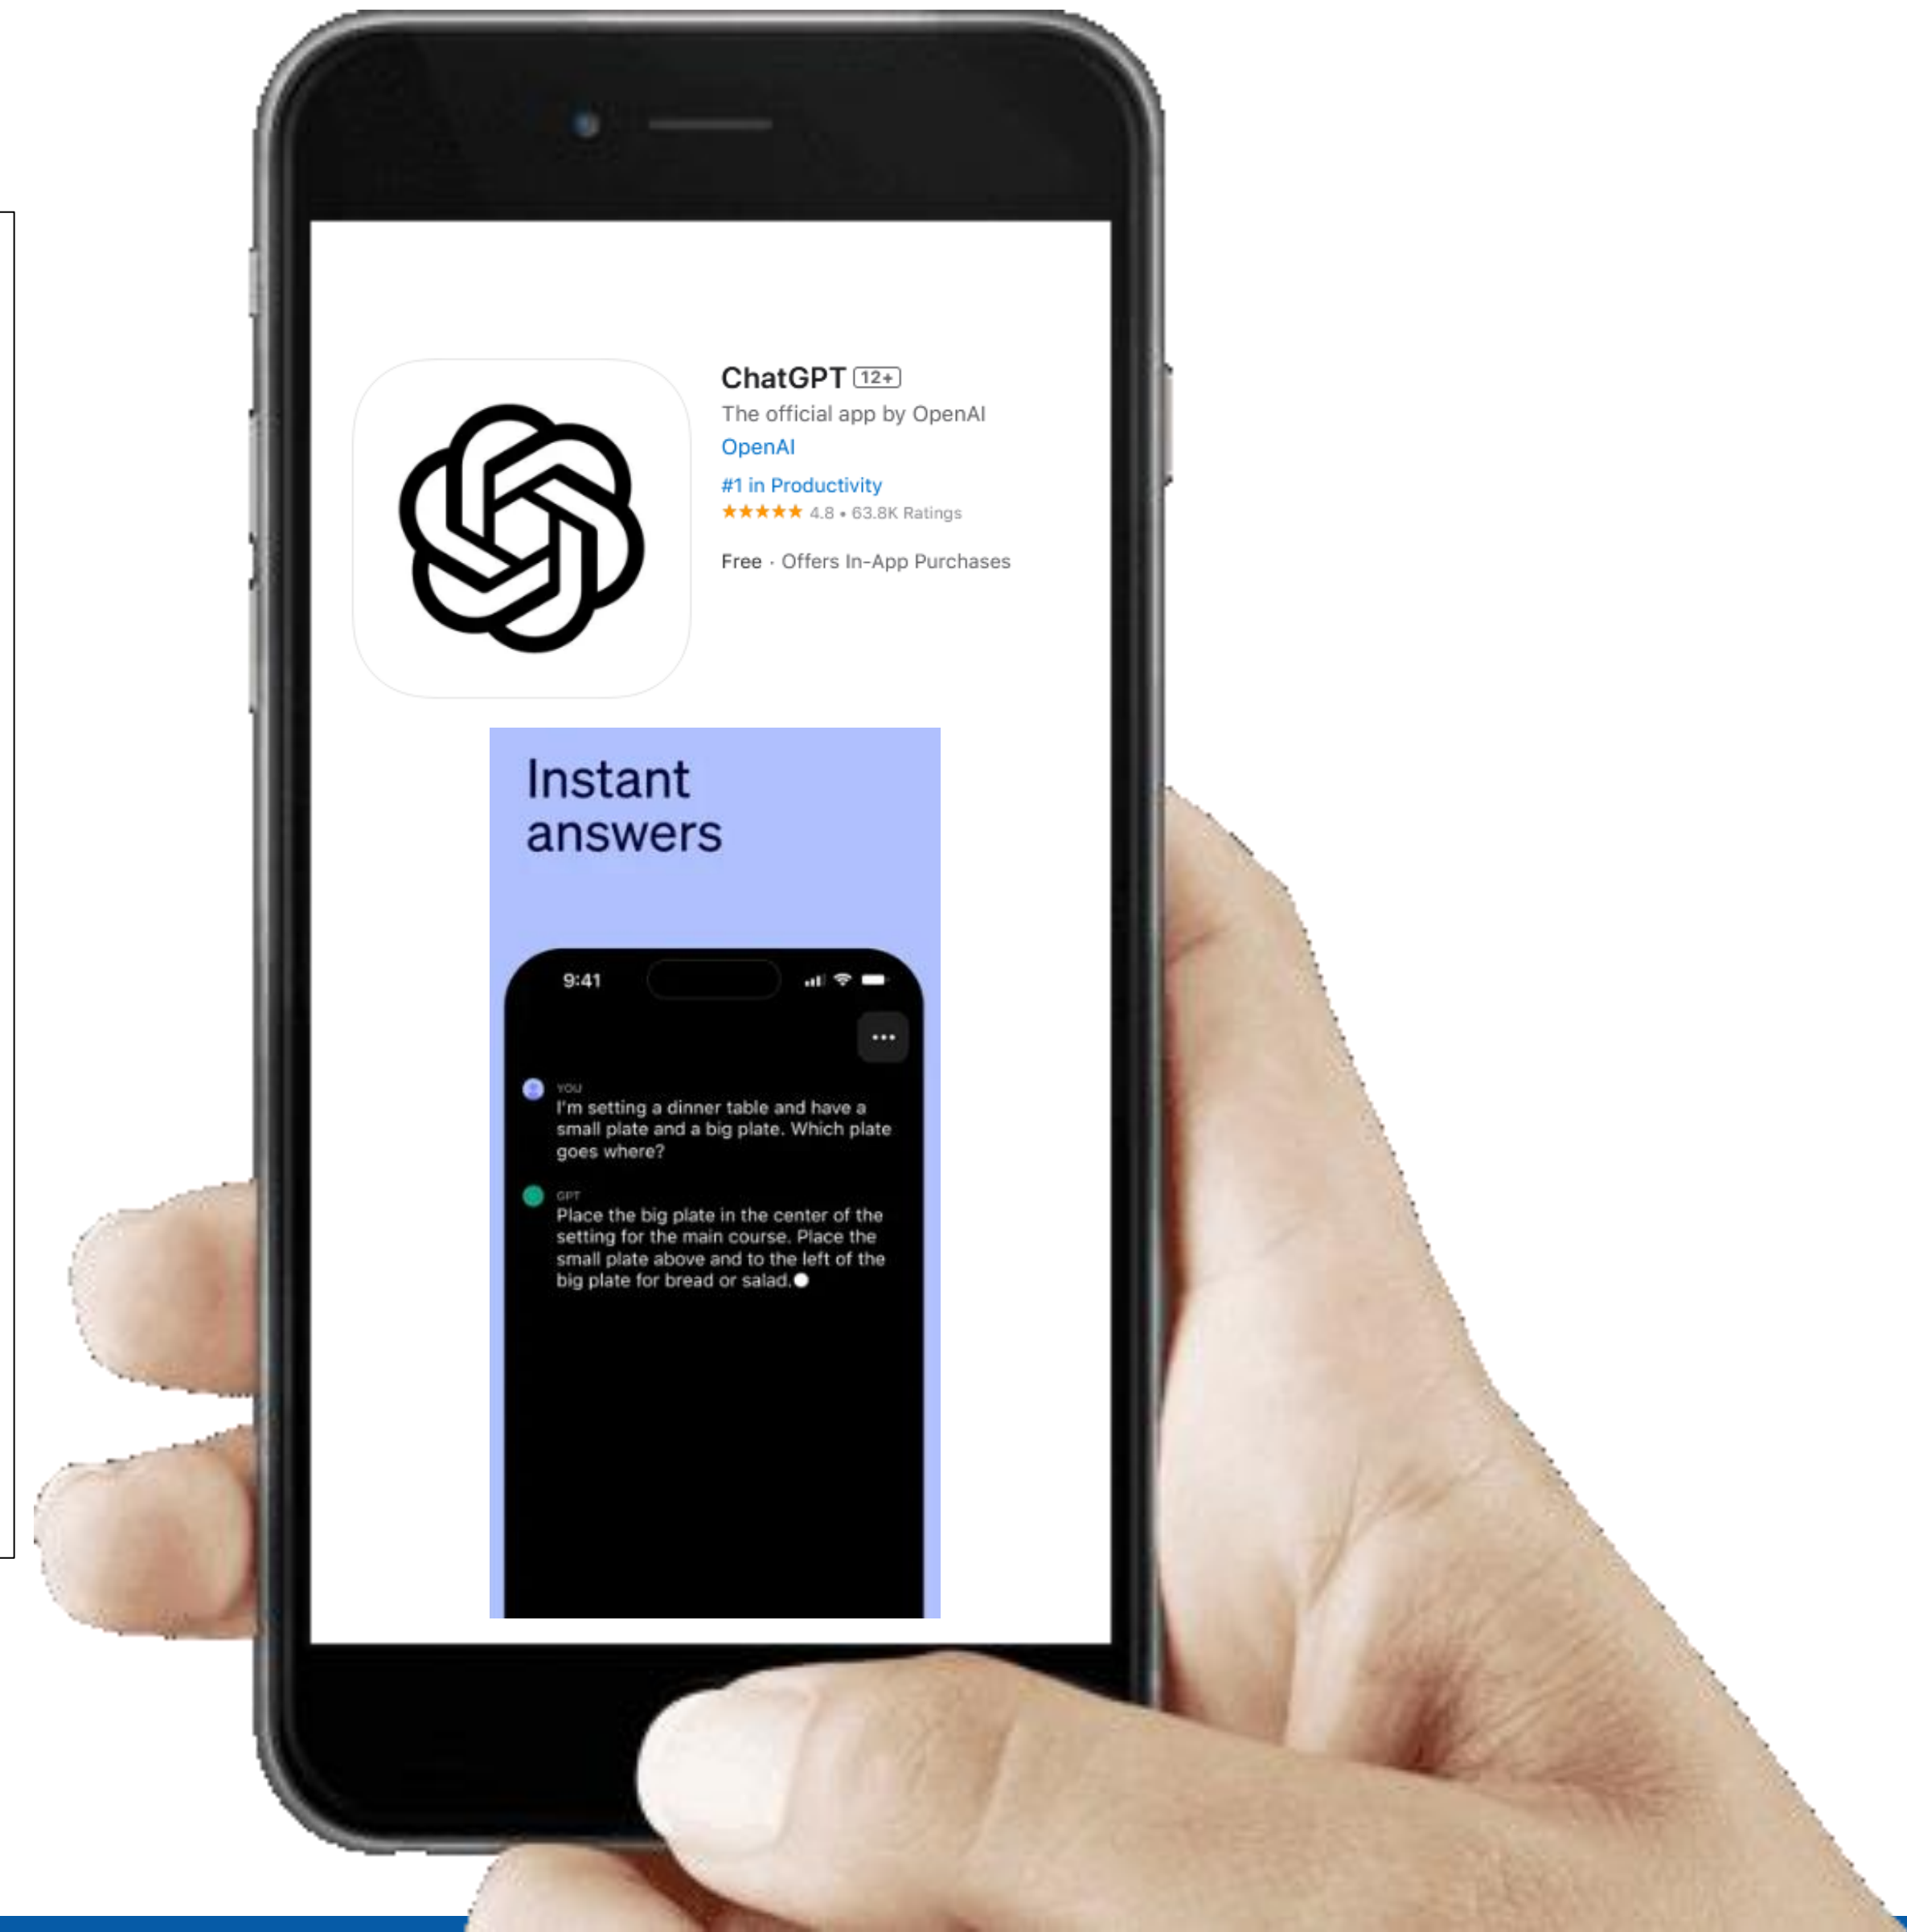 ChatGPT 12+
The official app by OpenAI
OpenAI
#1 in Productivity
★★★★★ 4.8 • 63.8K Ratings
Free · Offers In-App Purchases
Instant
answers
9:41
YOU
I'm setting a dinner table and have a
small plate and a big plate. Which plate
goes where?
GPT
Place the big plate in the center of the
setting for the main course. Place the
small plate above and to the left of the
big plate for bread or salad.